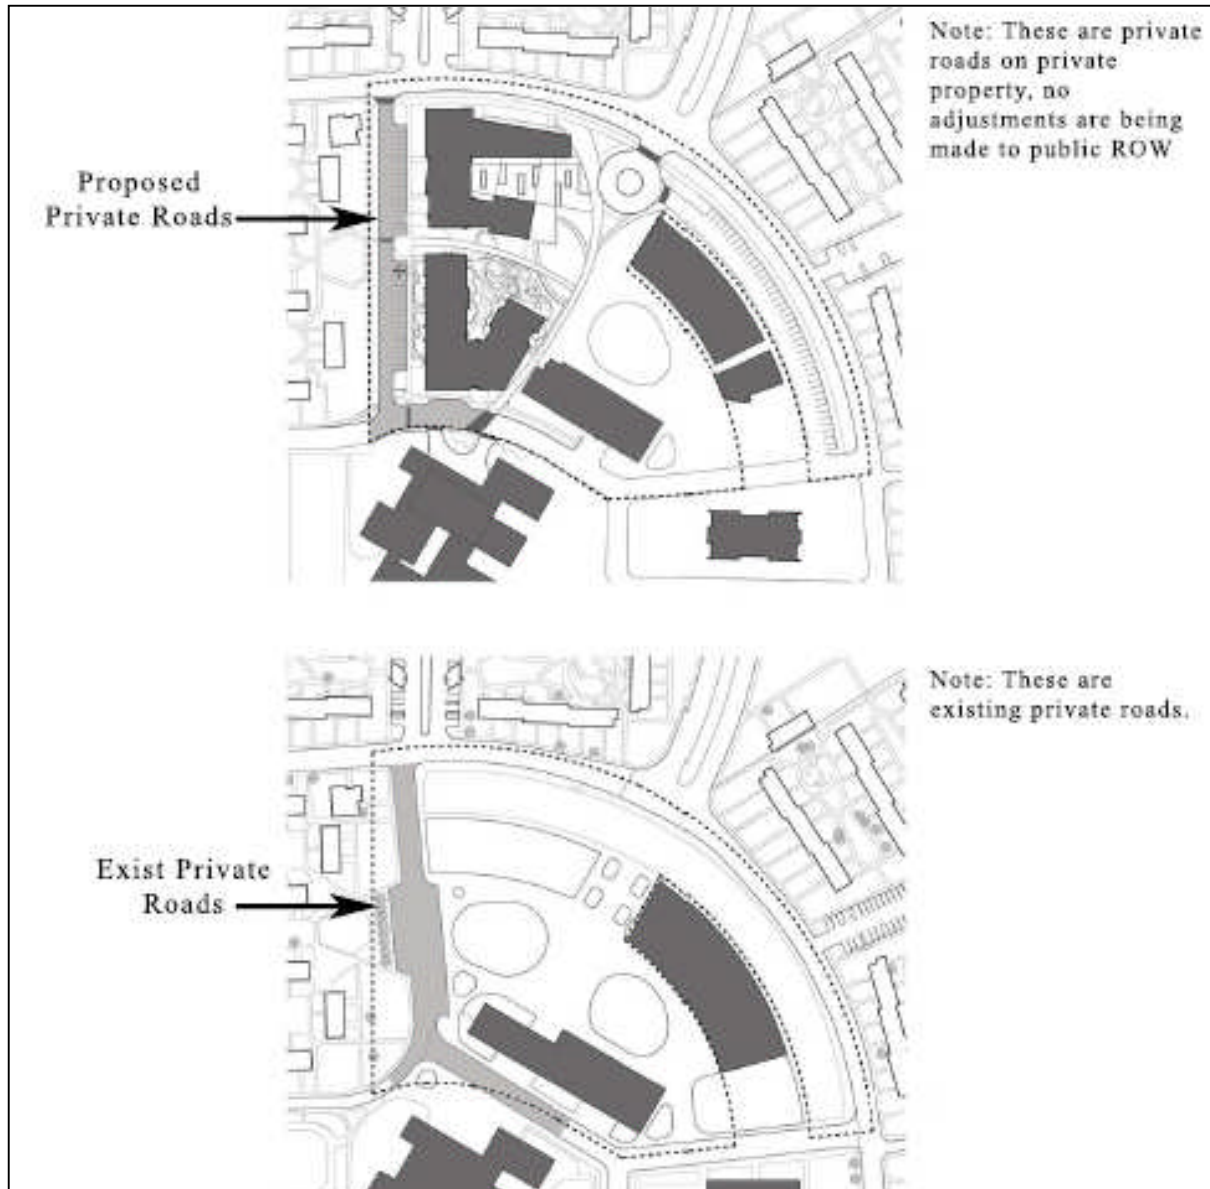 Note: These are private
roads on private
property, no
adjustments are being
made to public ROW
Proposed
Private Roads
Note: These are
existing private roads.
Exist Private
Roads